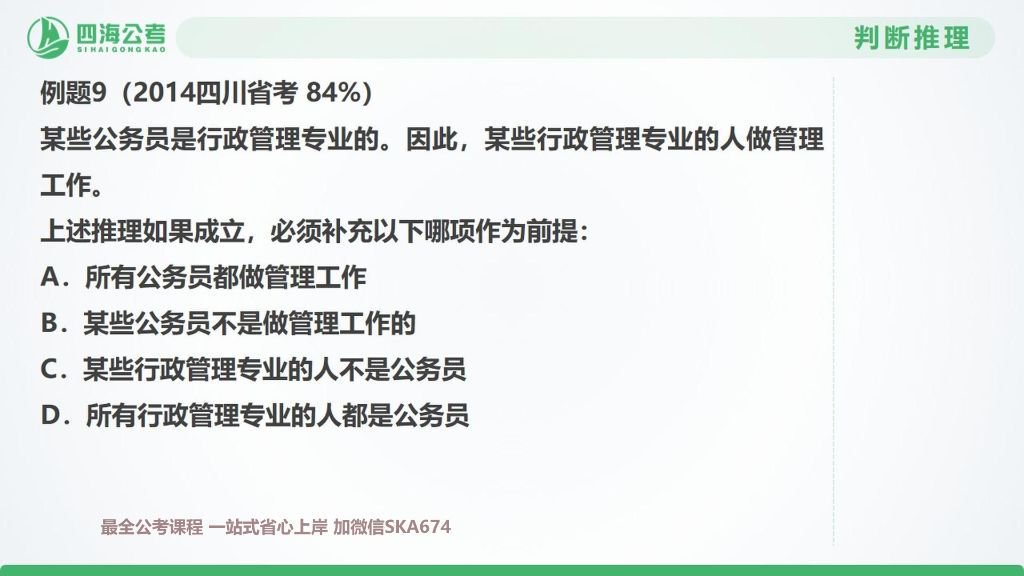 四海公考
SIHAIGONGKAO
判断推理
例题9（2014四川省考 84%）
某些公务员是行政管理专业的。因此，某些行政管理专业的人做管理
工作。
上述推理如果成立，必须补充以下哪项作为前提：
A．所有公务员都做管理工作
B．某些公务员不是做管理工作的
C．某些行政管理专业的人不是公务员
D．所有行政管理专业的人都是公务员
最全公考课程 一站式省心上岸 加微信SKA674